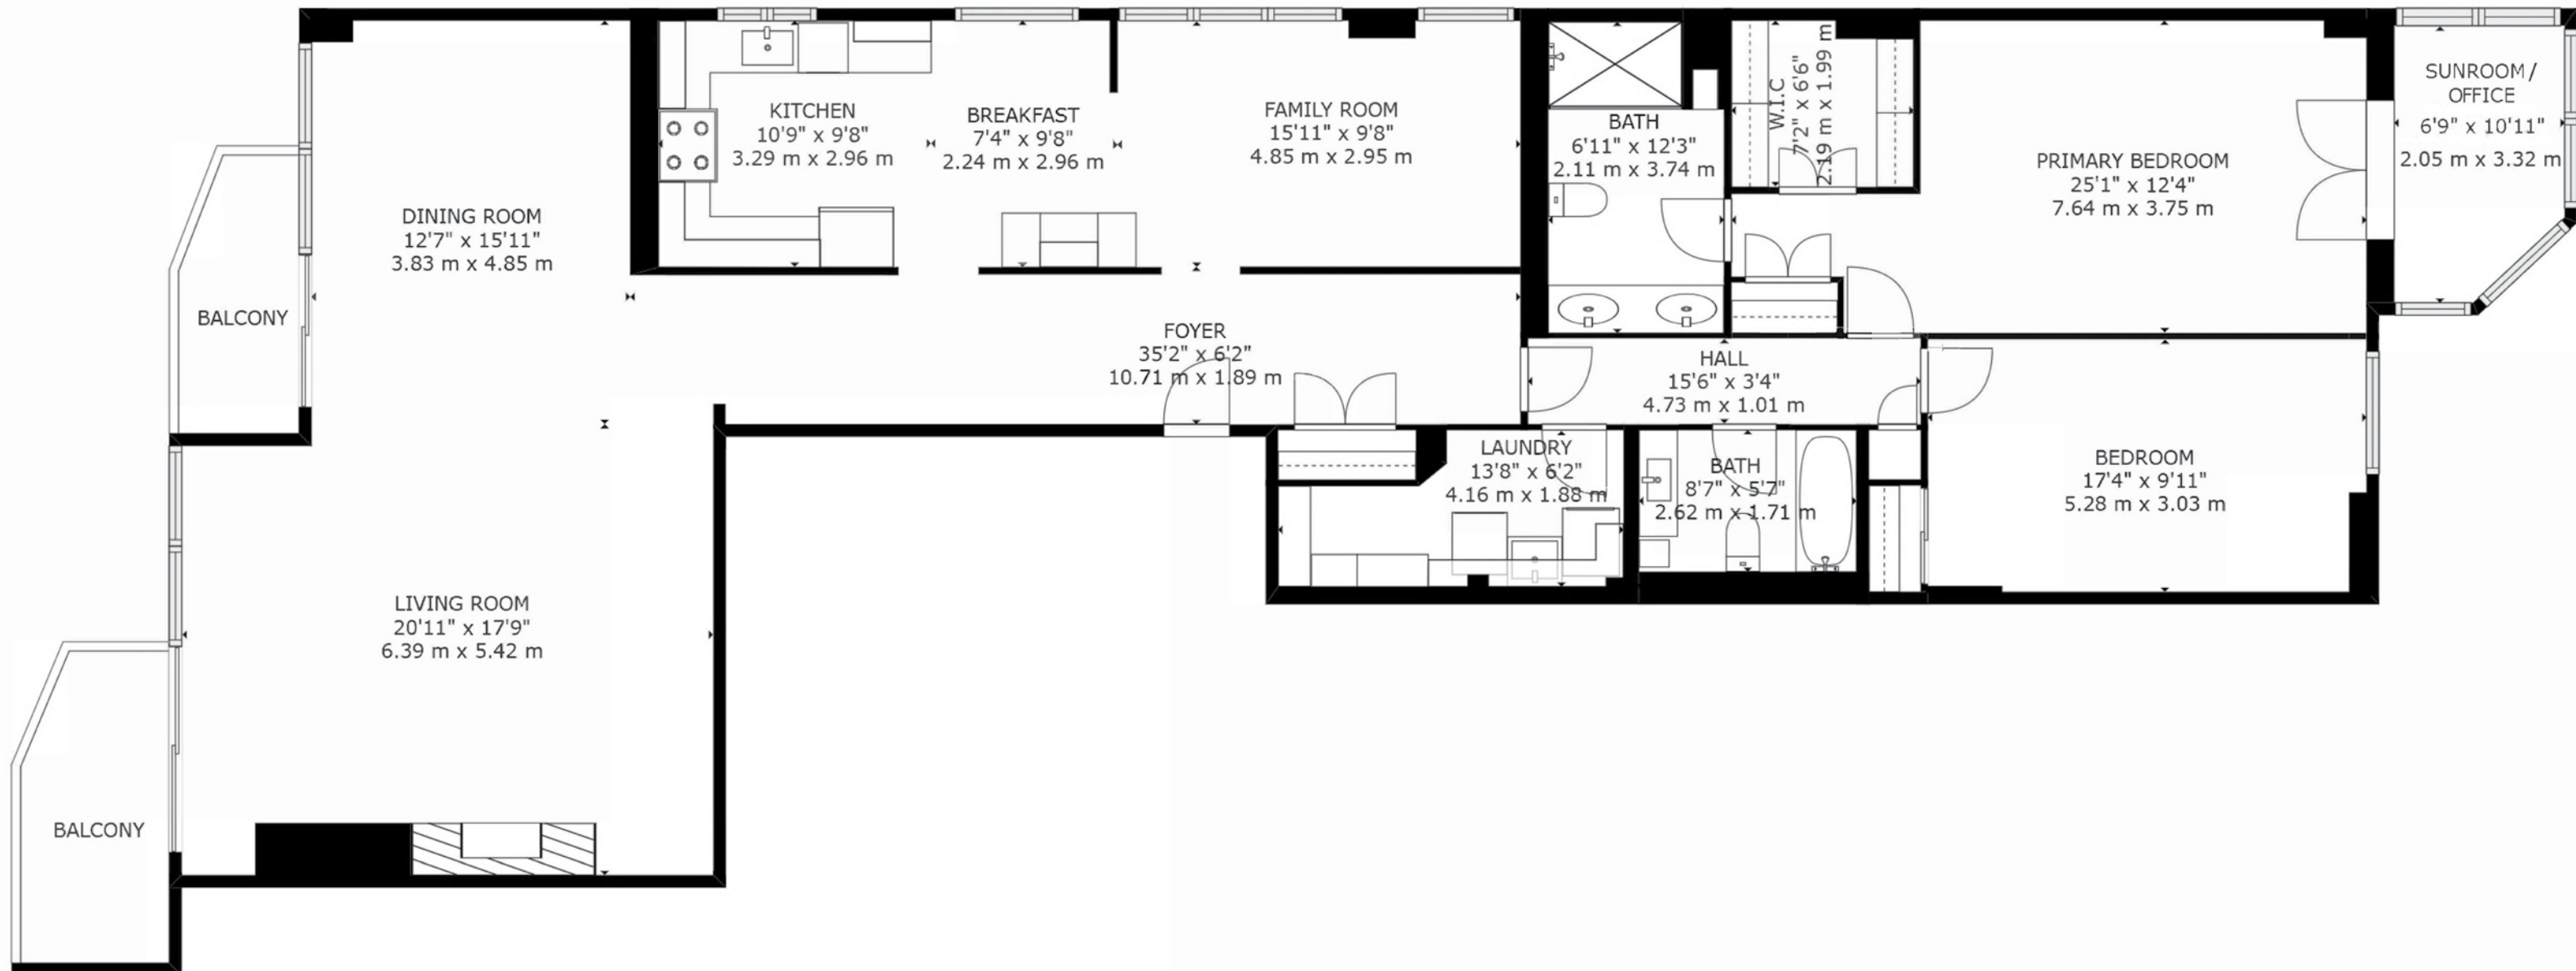 KITCHEN
10'9" x 9'8"
3.29 m x 2.96 m
BREAKFAST
7'4" x 9'8"
2.24 m x 2.96 m
FAMILY ROOM
15'11" x 9'8"
4.85 m x 2.95 m
BATH
6'11" x 12'3"
2.11 m x 3.74 m
W.I.C
7'2" x 6'6"
2.19 m x 1.99 m
PRIMARY BEDROOM
25'1" x 12'4"
7.64 m x 3.75 m
SUNROOM/
OFFICE
6'9" x 10'11"
2.05 m x 3.32 m
DINING ROOM
12'7" x 15'11"
3.83 m x 4.85 m
BALCONY
FOYER
35'2" x 6'2"
10.71 m x 1.89 m
HALL
15'6" x 3'4"
4.73 m x 1.01 m
LAUNDRY
13'8" x 6'2"
4.16 m x 1.88 m
BATH
8'7" x 5'7"
2.62 m x 1.71 m
BEDROOM
17'4" x 9'11"
5.28 m x 3.03 m
LIVING ROOM
20'11" x 17'9"
6.39 m x 5.42 m
BALCONY